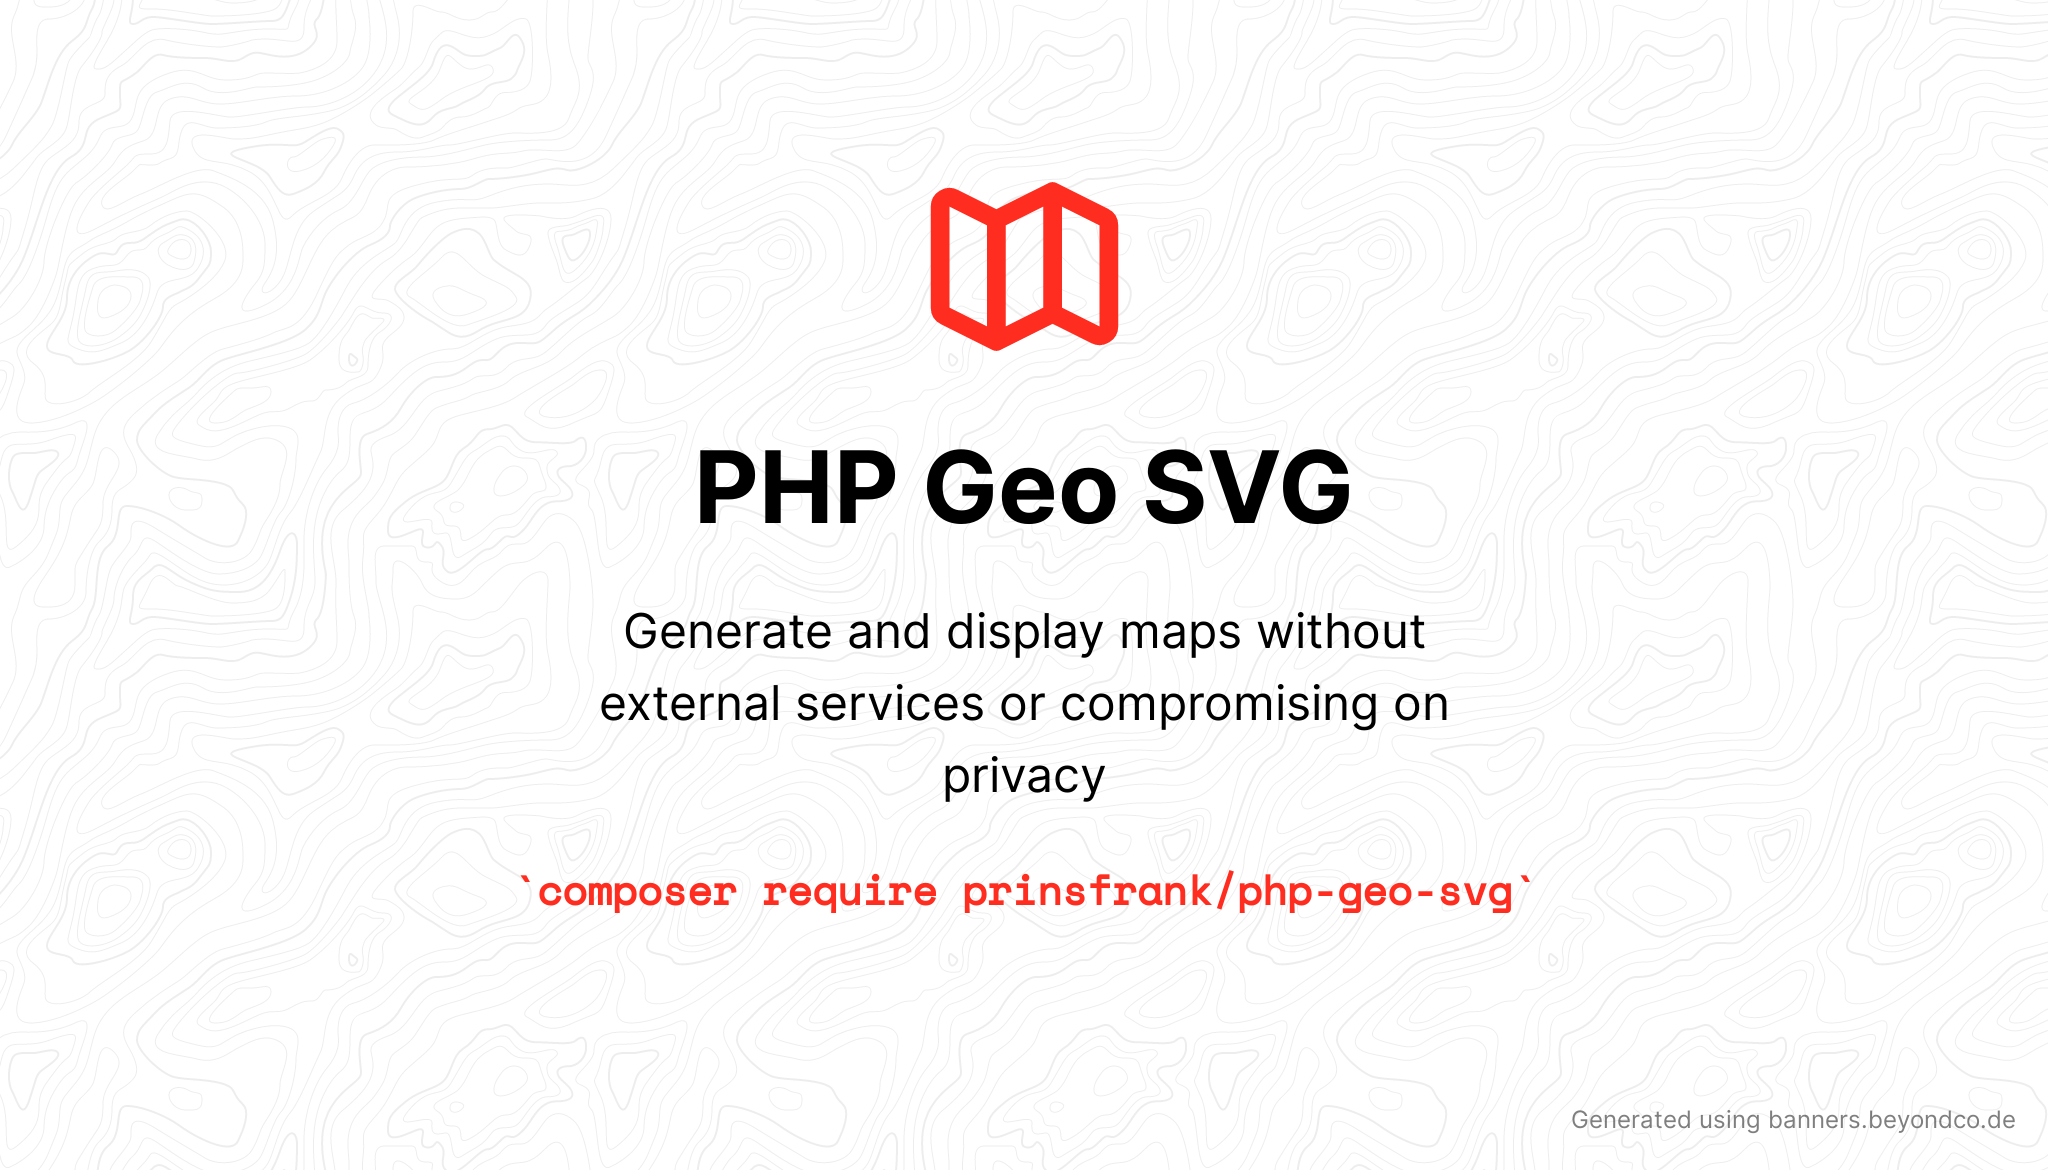 PHP Geo SVG
Generate and display maps without
external services or compromising on
privacy
`composer require prinsfrank/php-geo-svg`
Generated using banners.beyondco.de